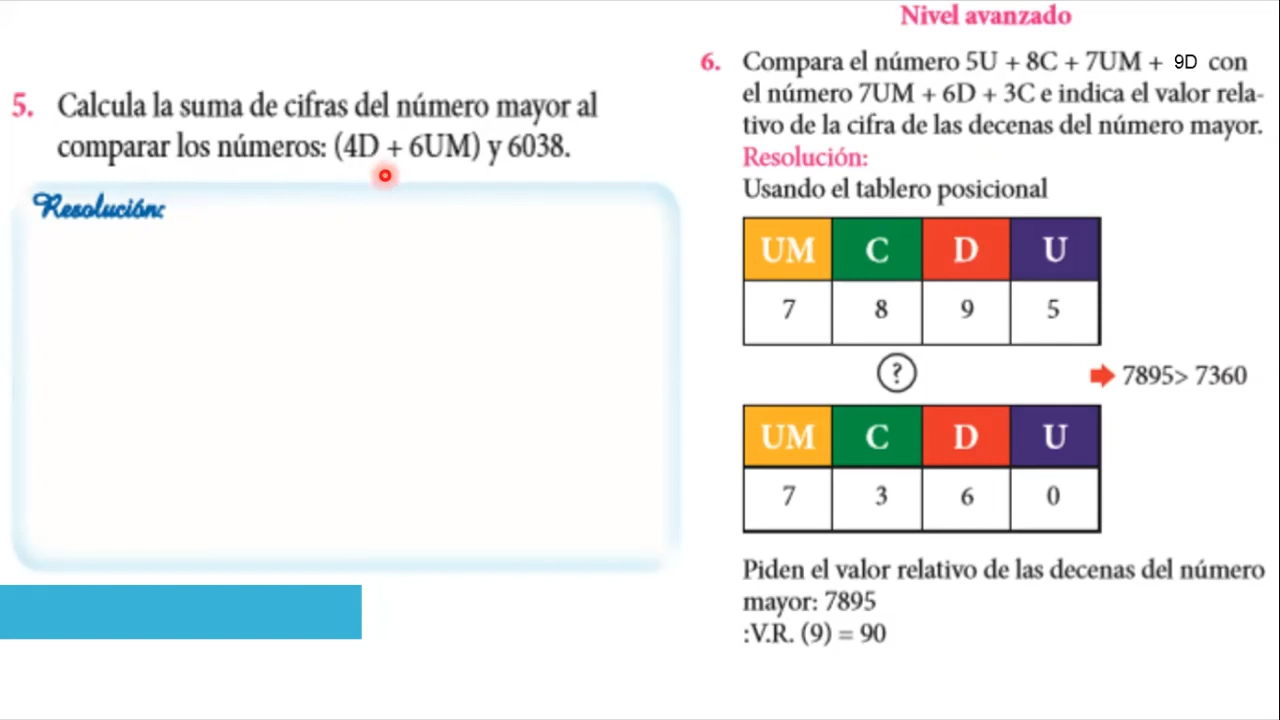 5. Calcula la suma de cifras del número mayor al
comparar los números: (4D + 6UM) y 6038.
Resolución:
Nivel avanzado
6. Compara el número 5U + 8C + 7UM + 9D con
el número 7UM + 6D + 3C e indica el valor rela-
tivo de la cifra de las decenas del número mayor.
Resolución:
Usando el tablero posicional
UM C D U
7 8 9 5
?
7895> 7360
UM C D U
7 3 6 0
Piden el valor relativo de las decenas del número
mayor: 7895
:V.R. (9) = 90